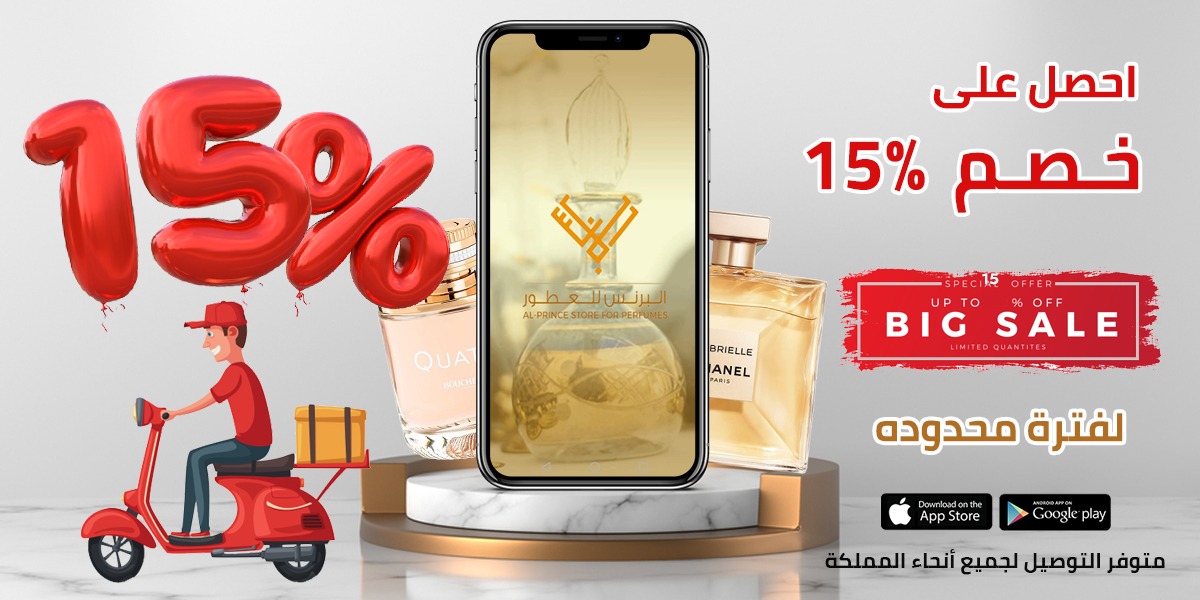 احصل على
خصم 15%
15%
SPECI 15 OFFER
UP TO % OFF
BIG SALE
LIMITED QUANTITES
لفترة محدوده
البرنس للعطور
AL-PRINCE STORE FOR PERFUMES
QUAT
BOUCHE
BRIELLE
HANEL
PARIS
Download on the
App Store
ANDROID APP ON
Google play
متوفر التوصيل لجميع أنحاء المملكة